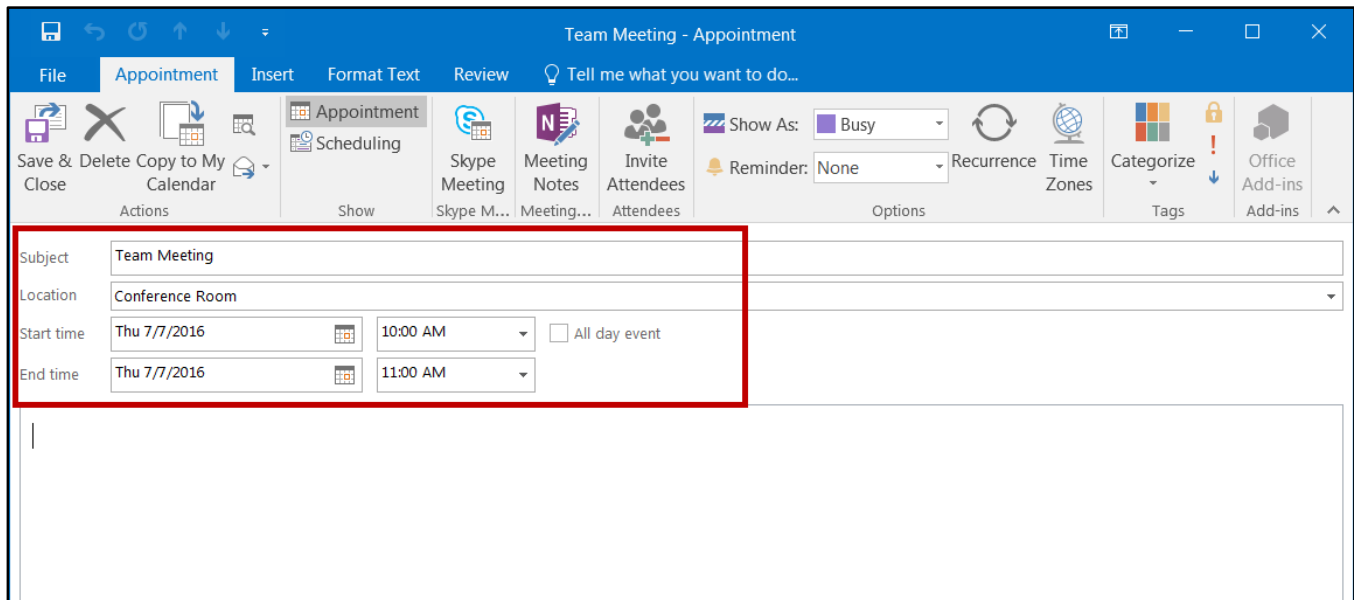 Team Meeting - Appointment
File Appointment Insert Format Text Review Tell me what you want to do...
Save & Close
Delete
Copy to My Calendar
Actions
Appointment
Scheduling
Show
Skype Meeting
Skype M...
Meeting Notes
Meeting...
Invite Attendees
Attendees
Show As: Busy
Reminder: None
Recurrence
Time Zones
Options
Categorize
Tags
Office Add-ins
Add-ins
Subject Team Meeting
Location Conference Room
Start time Thu 7/7/2016 10:00 AM All day event
End time Thu 7/7/2016 11:00 AM